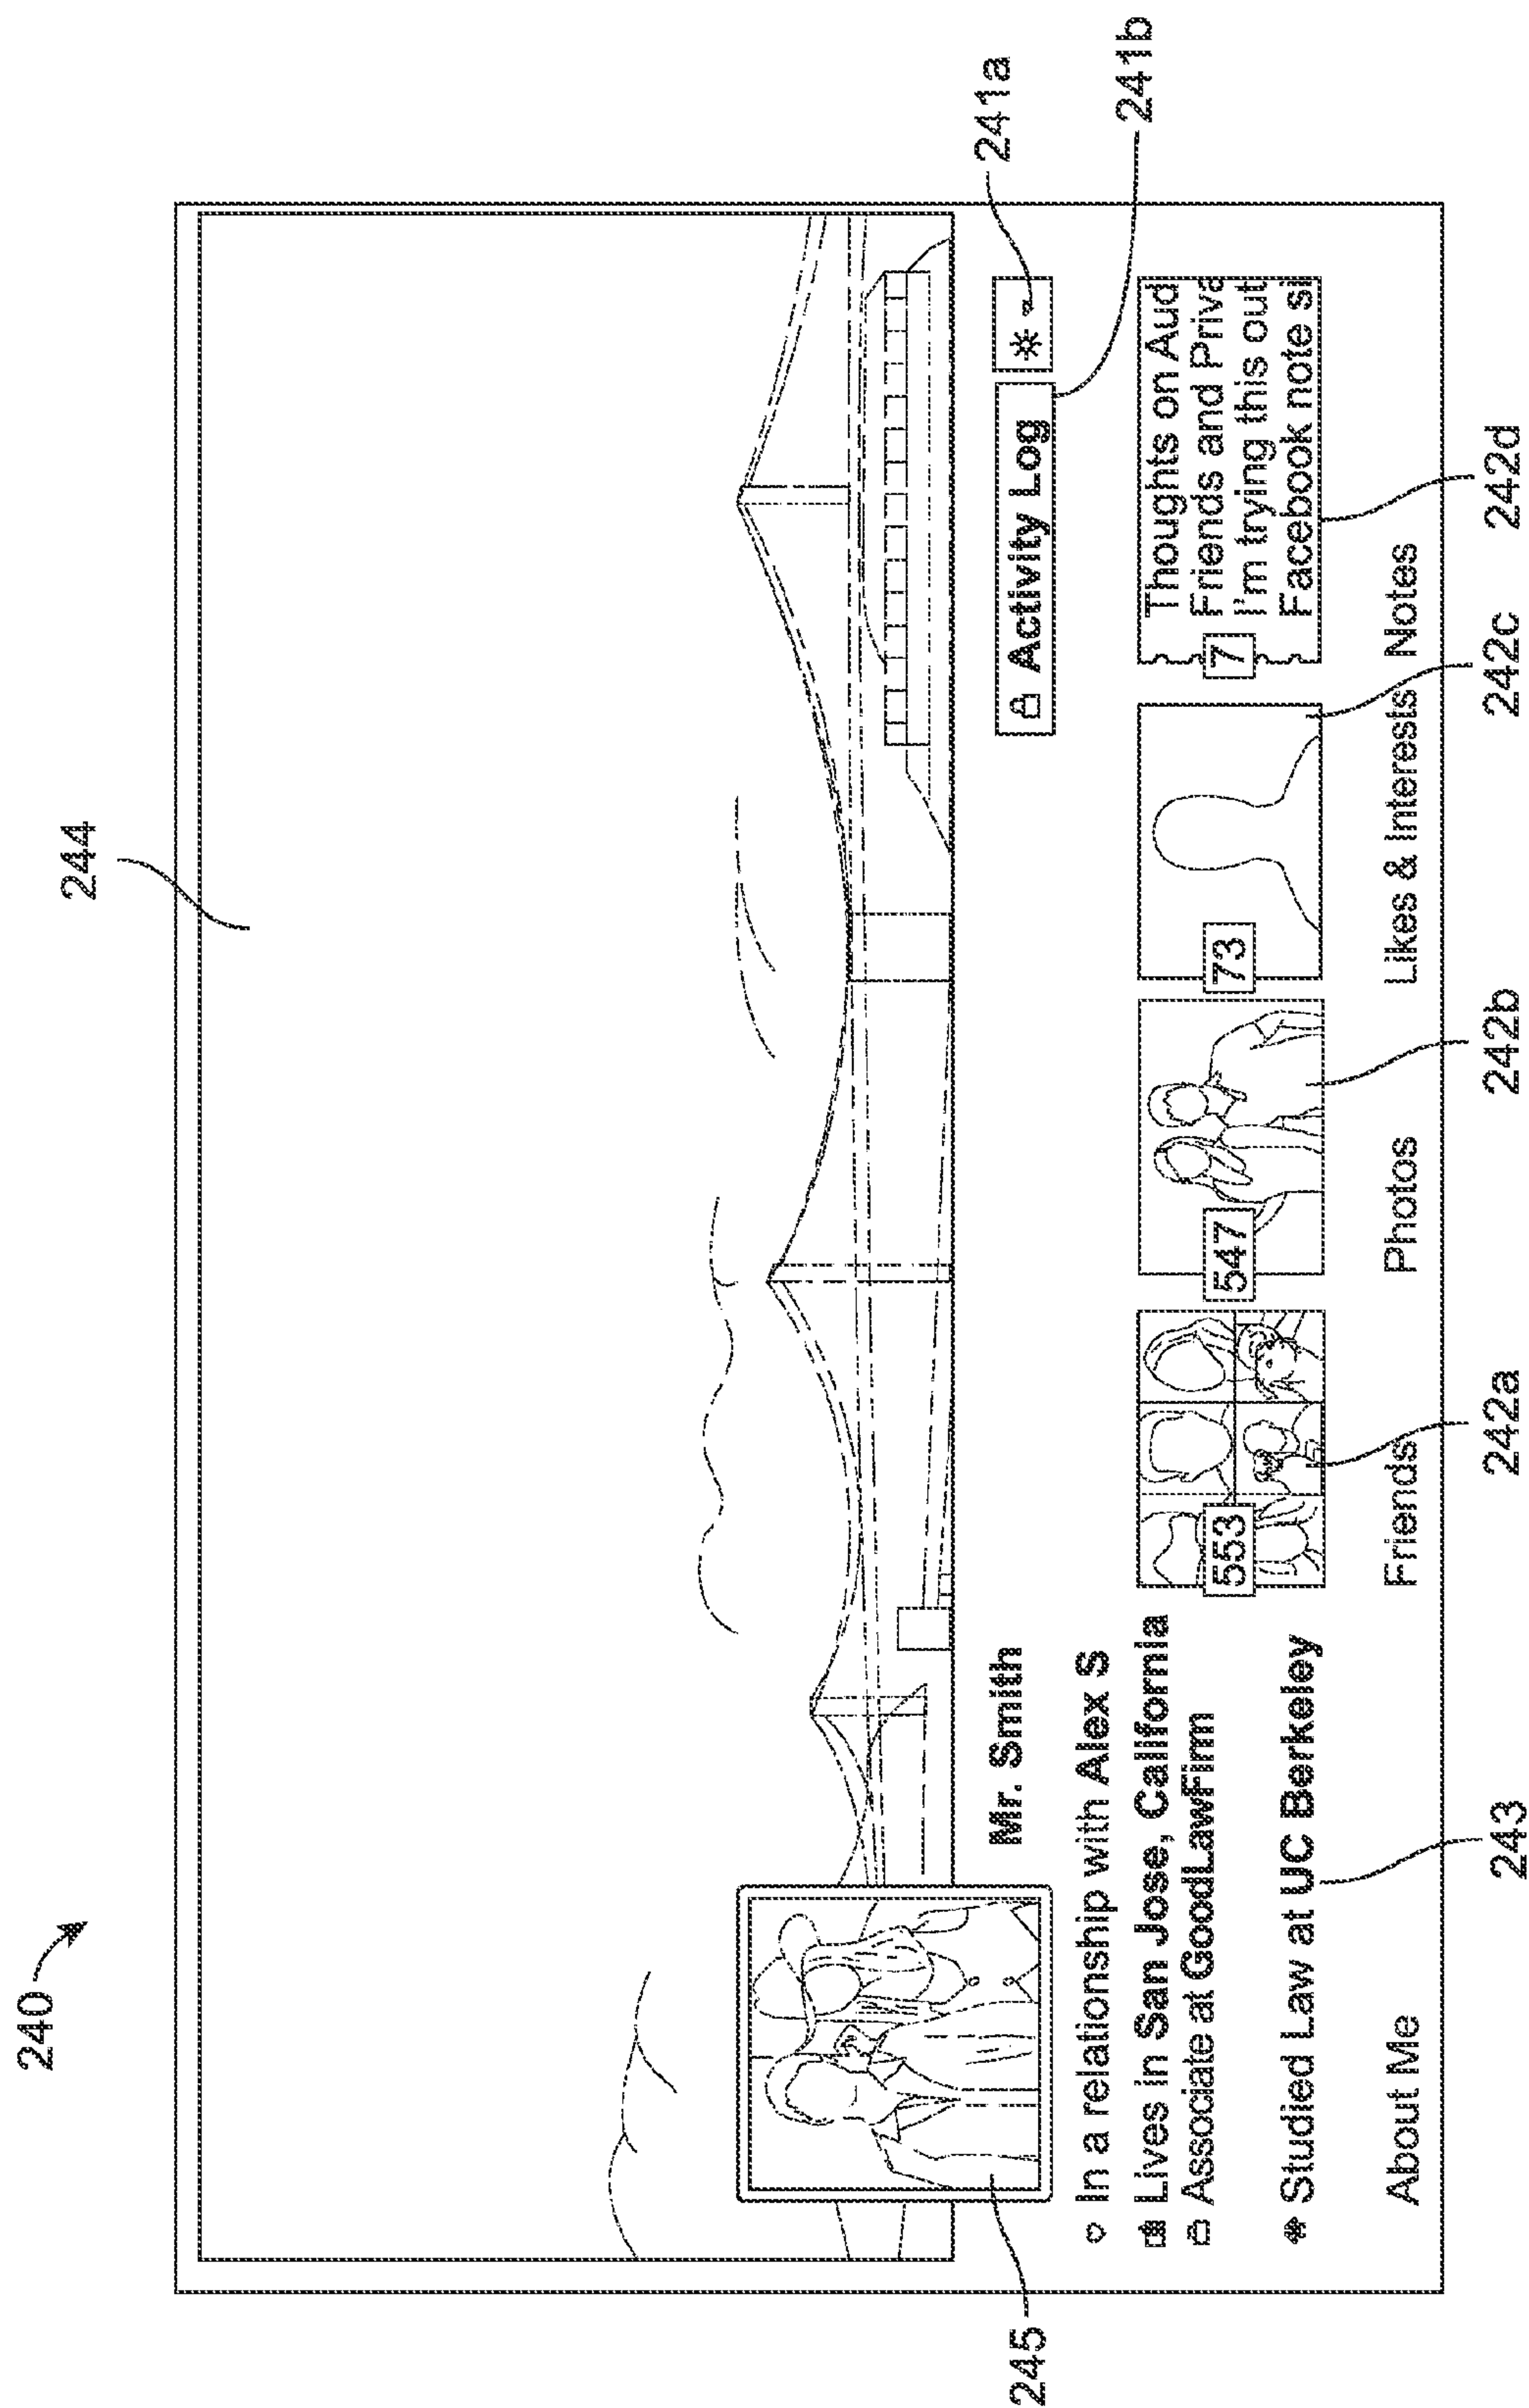 240
244
Mr. Smith
Activity Log
241a
241b
245
In a relationship with Alex S
Lives in San Jose, California
Associate at GoodLawFirm
Studied Law at UC Berkeley
243
About Me
553
Friends
242a
547
Photos
242b
73
Likes & Interests
242c
7
Thoughts on Aud
Friends and Priva
I'm trying this out
Facebook note si
Notes
242d